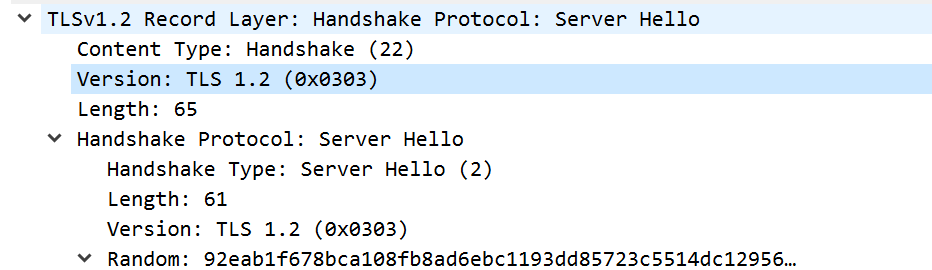 TLSv1.2 Record Layer: Handshake Protocol: Server Hello
Content Type: Handshake (22)
Version: TLS 1.2 (0x0303)
Length: 65
Handshake Protocol: Server Hello
Handshake Type: Server Hello (2)
Length: 61
Version: TLS 1.2 (0x0303)
Random: 92eab1f678bca108fb8ad6ebc1193dd85723c5514dc12956…